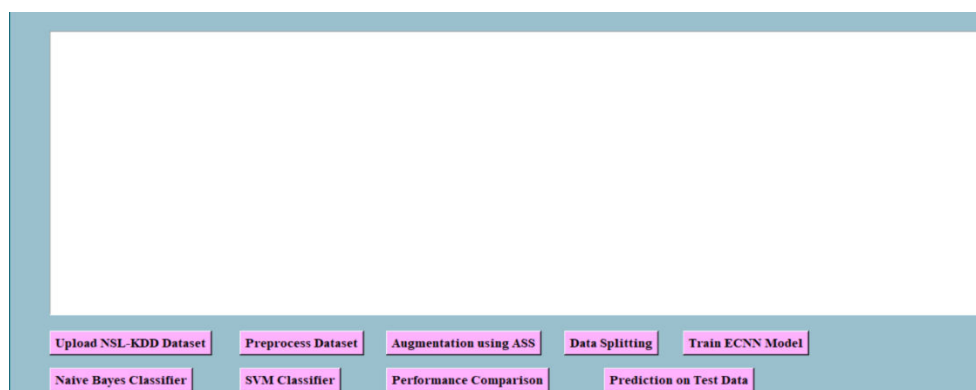 Upload NSL-KDD Dataset Preprocess Dataset Augmentation using ASS Data Splitting Train ECNN Model
Naive Bayes Classifier SVM Classifier Performance Comparison Prediction on Test Data